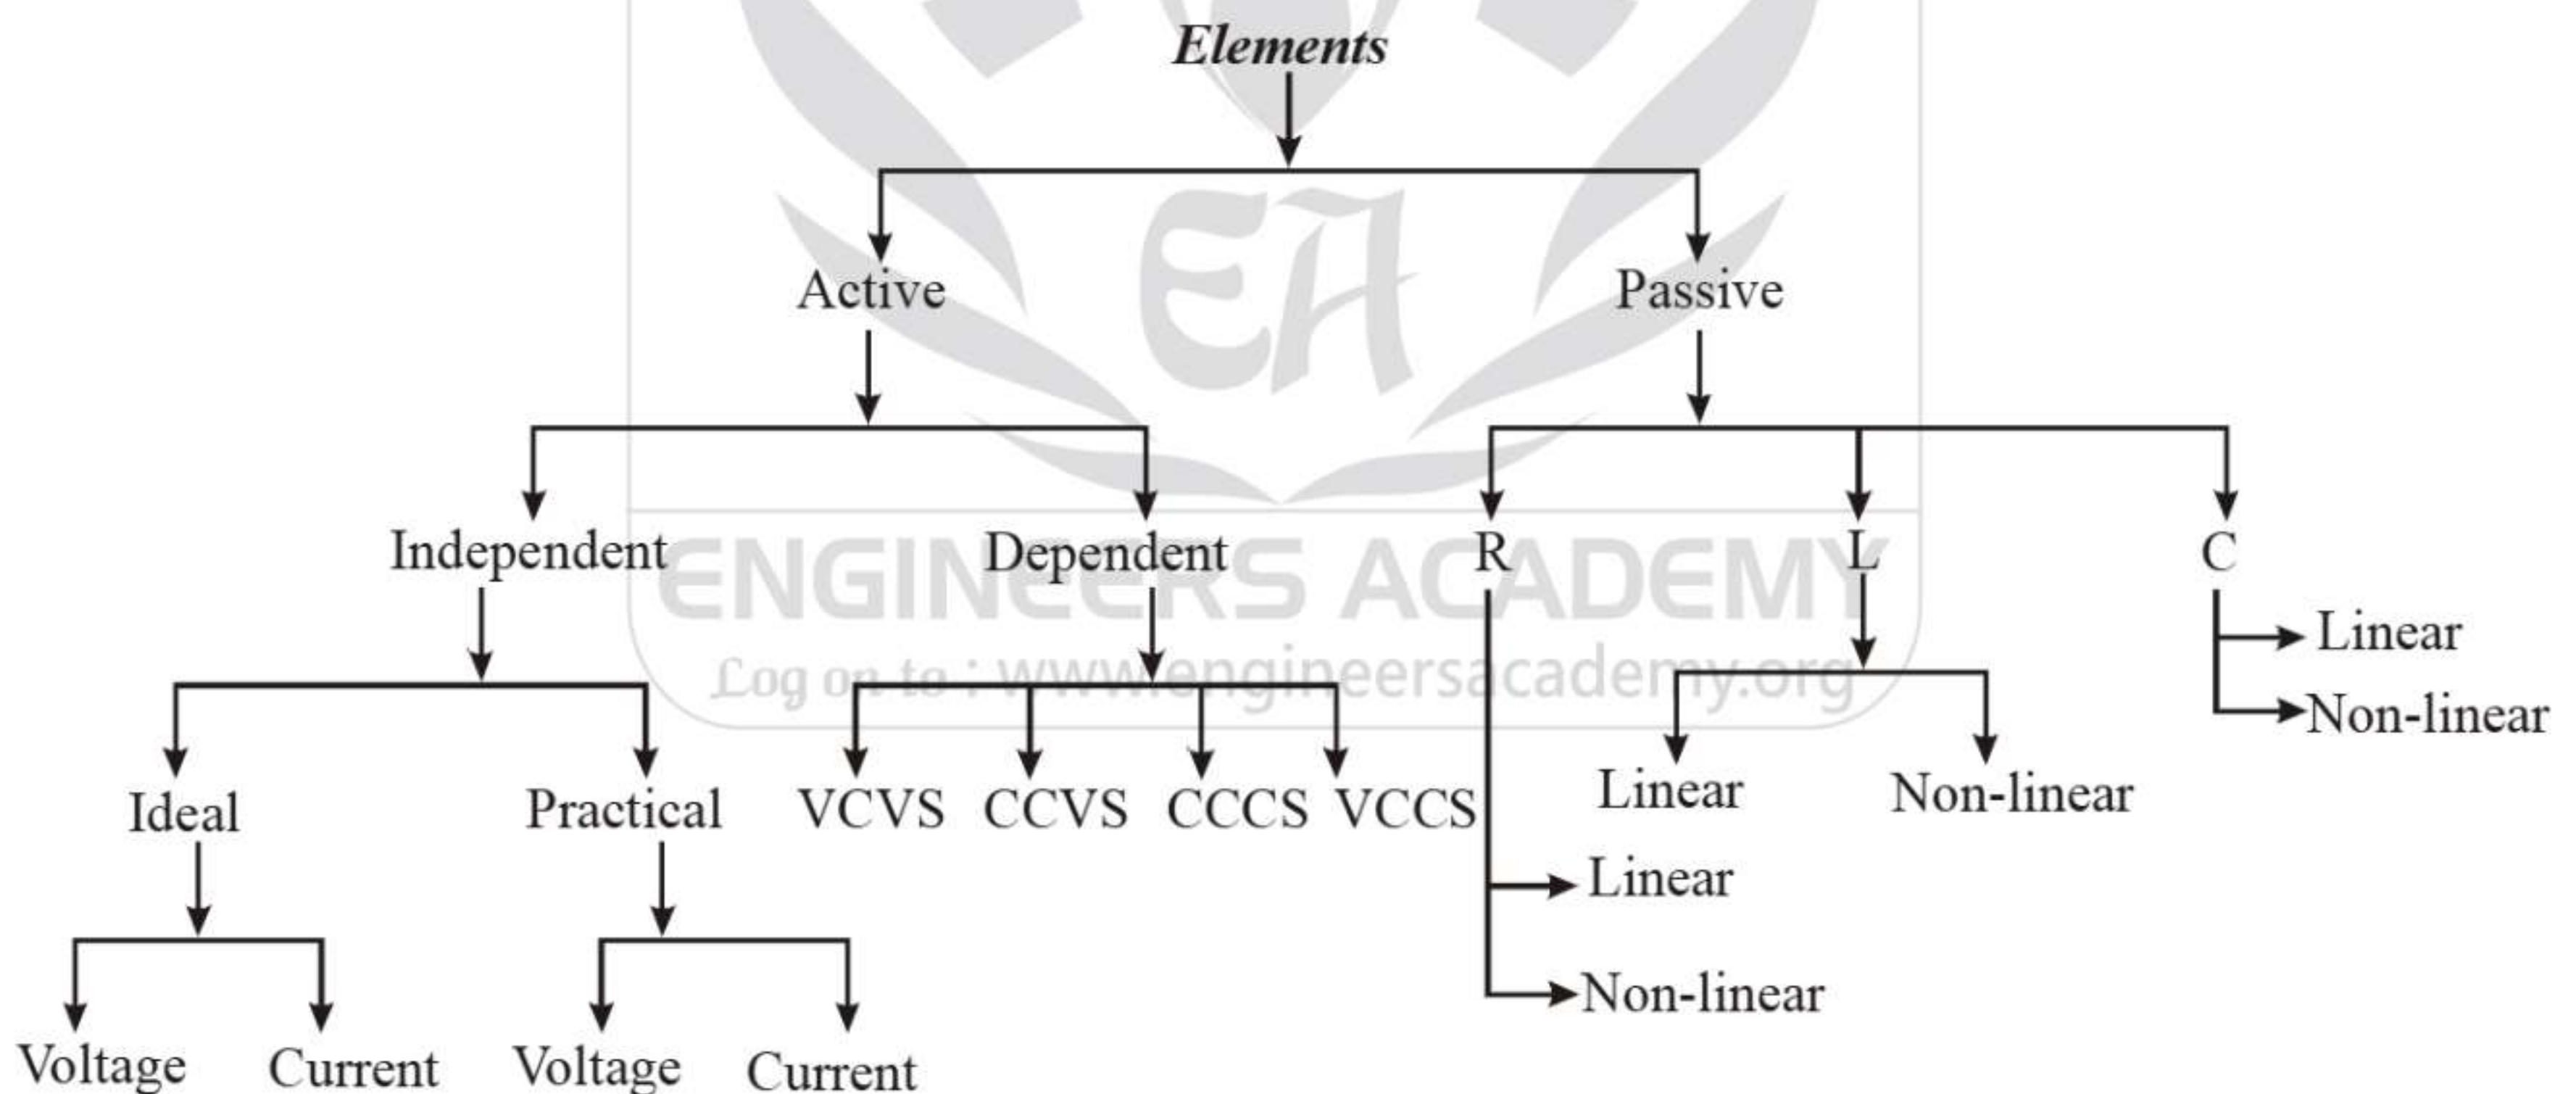 Elements
EA
Active
Passive
Independent
Dependent
R
L
C
ENGINEERS ACADEMY
Log on to : www.engineersacademy.org
Linear
Non-linear
Ideal
Practical
VCVS
CCVS
CCCS
VCCS
Linear
Non-linear
Linear
Non-linear
Voltage
Current
Voltage
Current